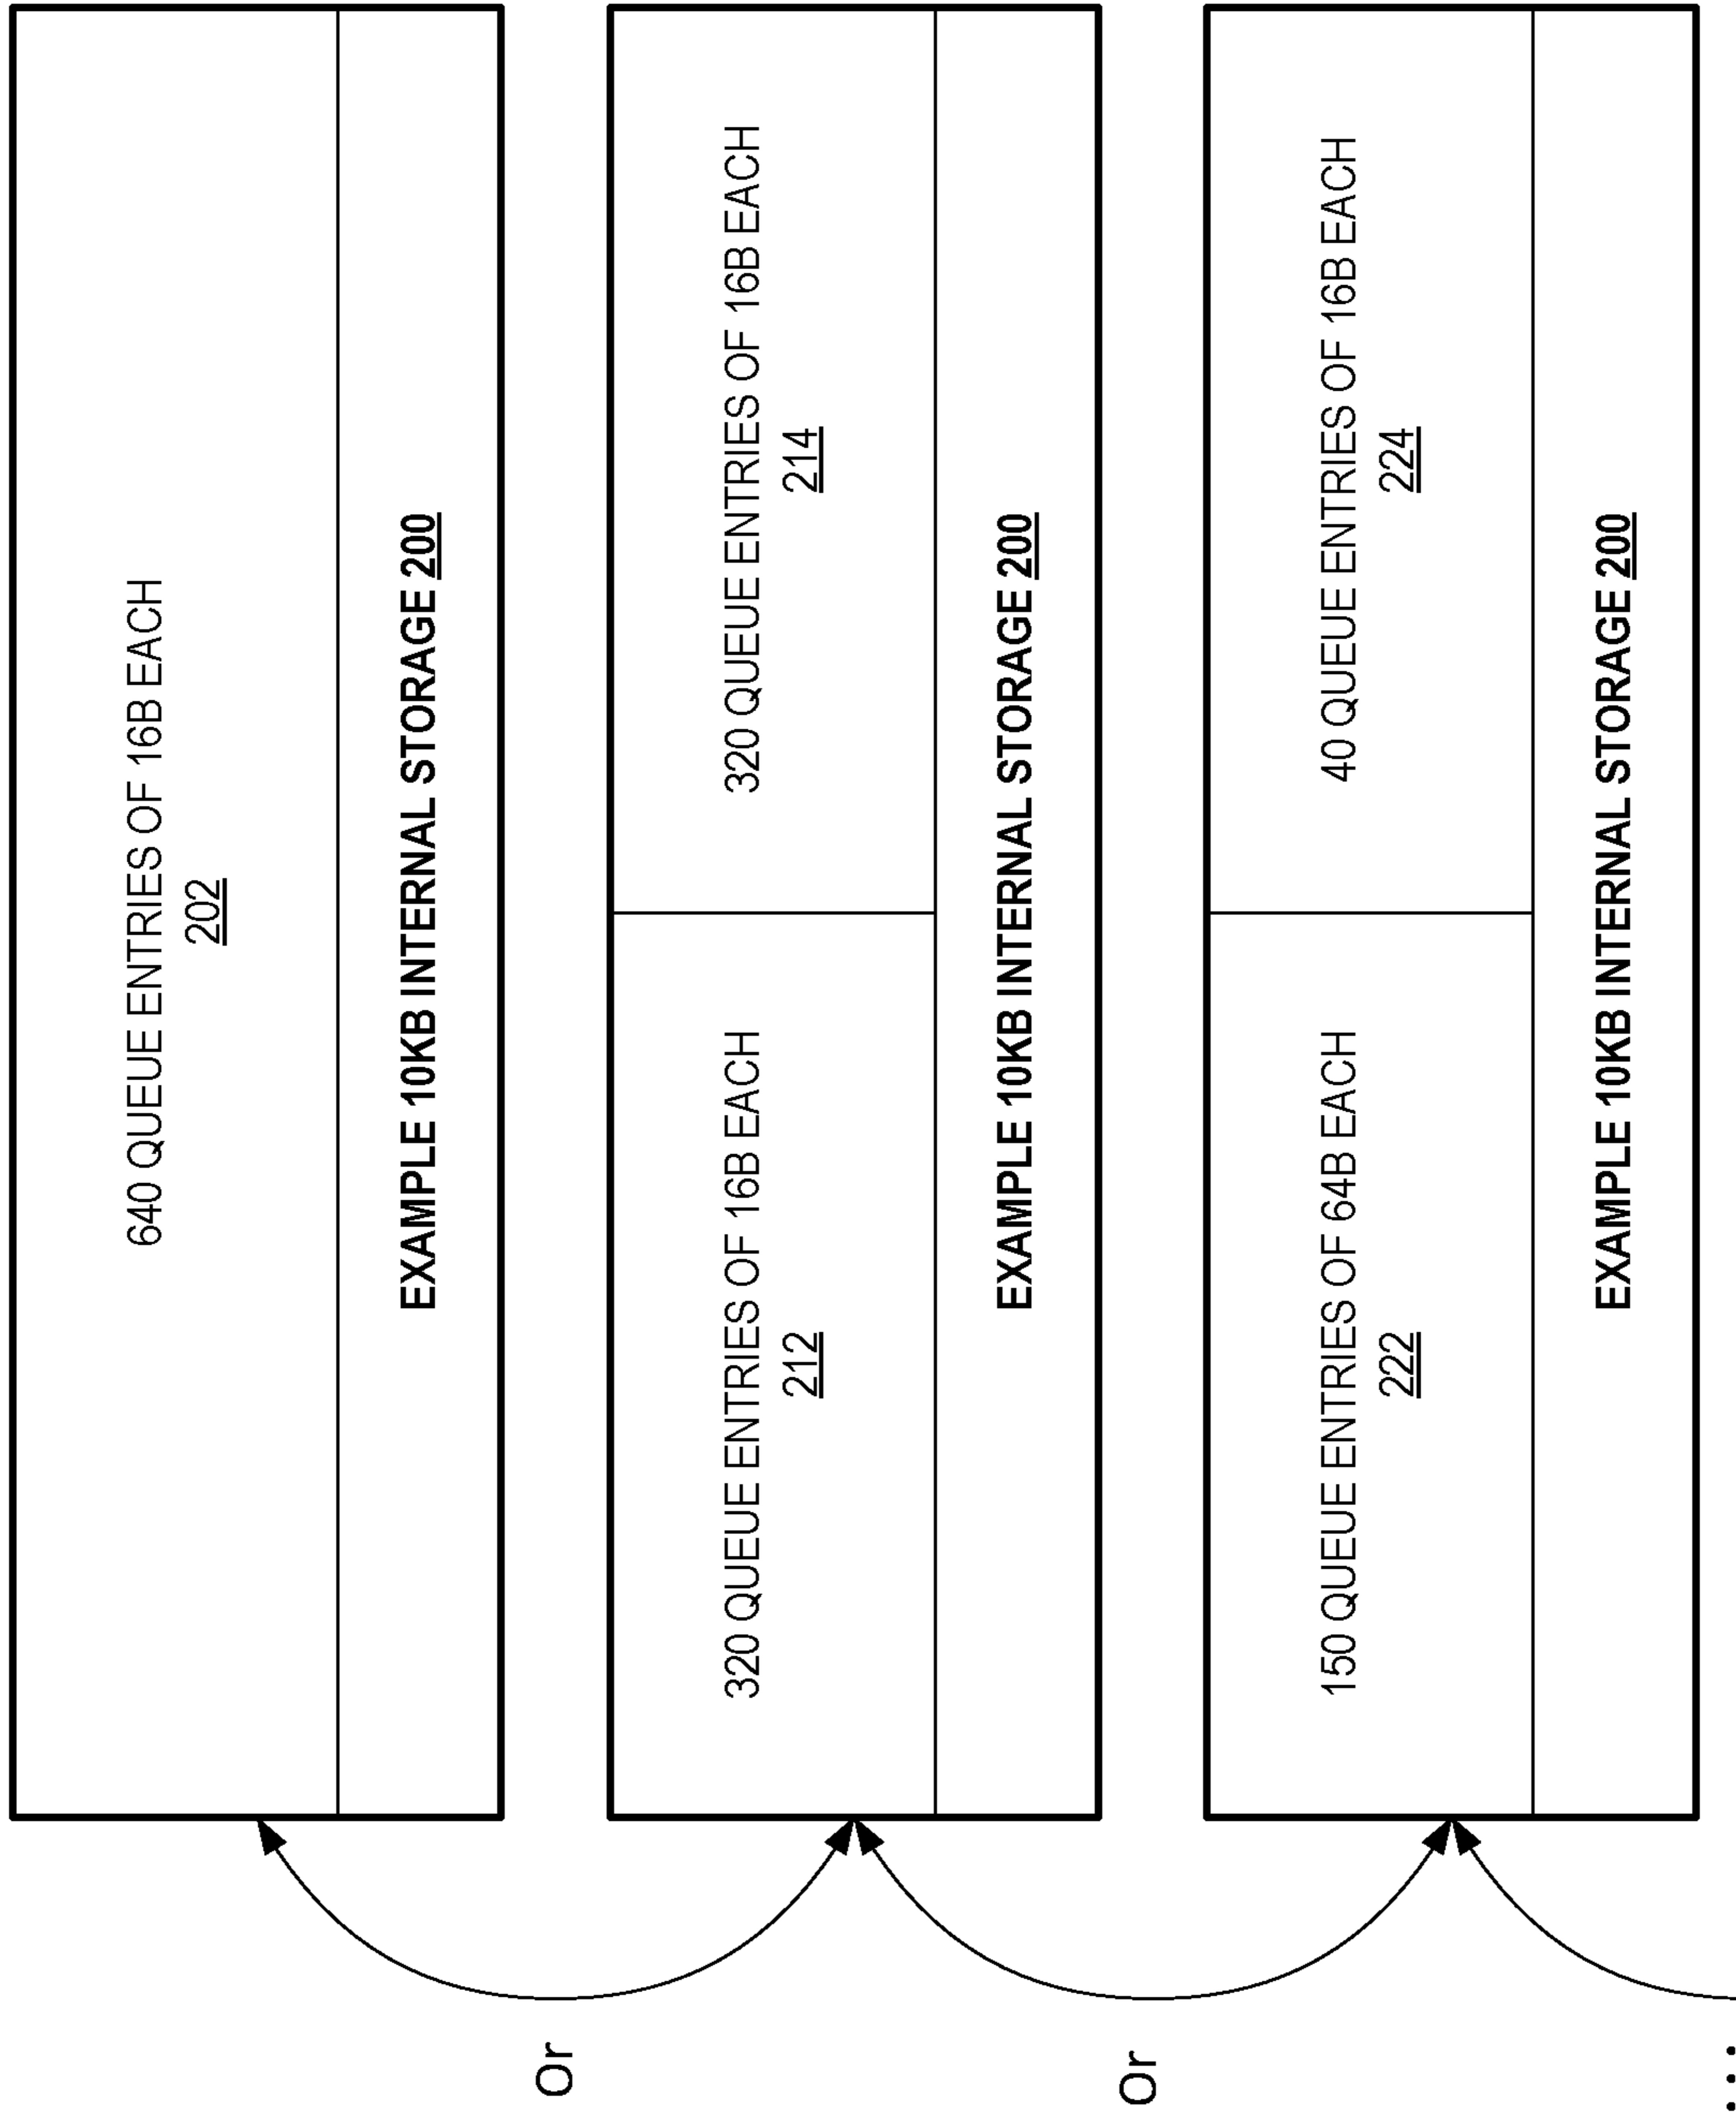 640 QUEUE ENTRIES OF 16B EACH
202
EXAMPLE 10KB INTERNAL STORAGE 200
Or
320 QUEUE ENTRIES OF 16B EACH
212
320 QUEUE ENTRIES OF 16B EACH
214
EXAMPLE 10KB INTERNAL STORAGE 200
Or
150 QUEUE ENTRIES OF 64B EACH
222
40 QUEUE ENTRIES OF 16B EACH
224
EXAMPLE 10KB INTERNAL STORAGE 200
...